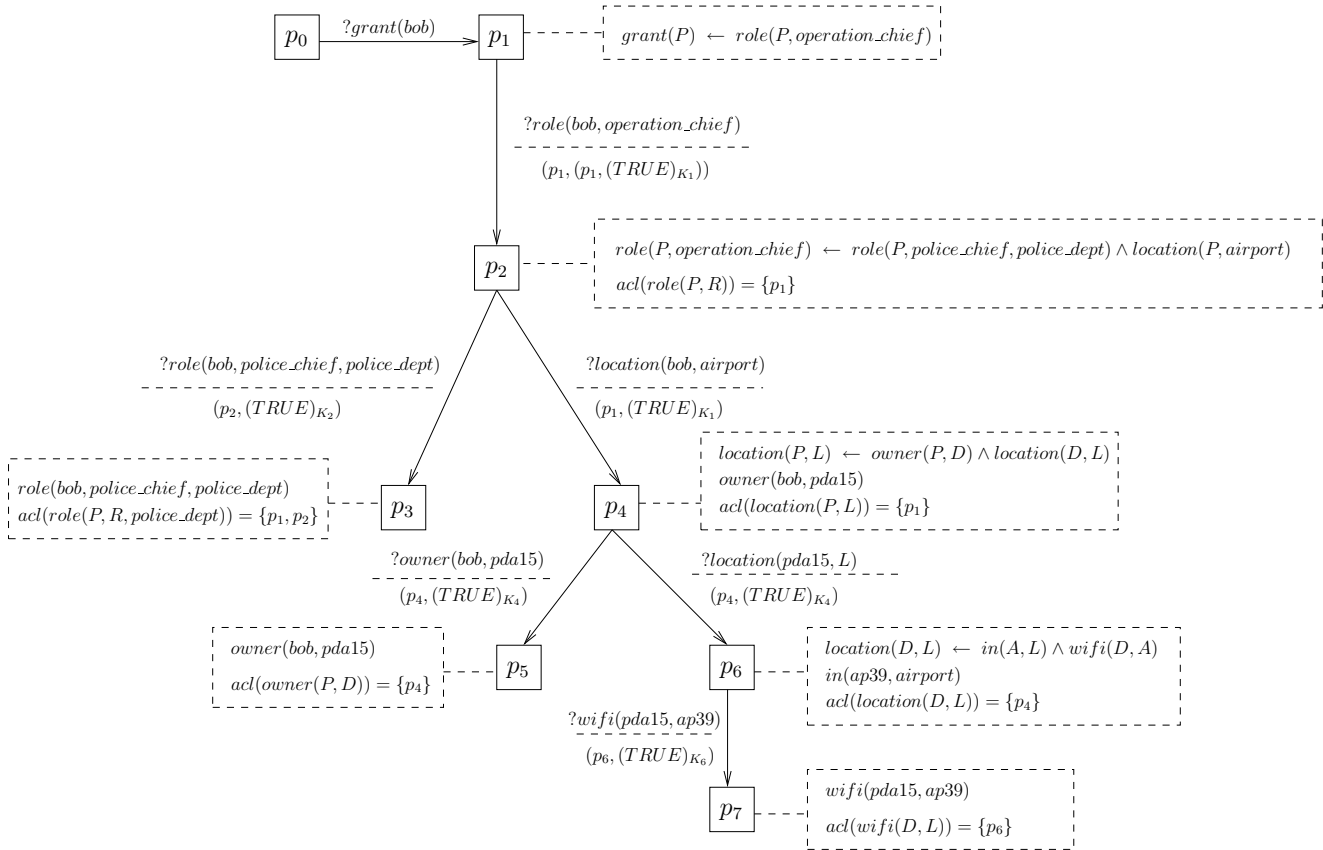 p0
?grant(bob)
p1
grant(P) ← role(P, operation_chief)
?role(bob, operation_chief)
(p1, (p1, (TRUE)K1))
p2
role(P, operation_chief) ← role(P, police_chief, police_dept) ∧ location(P, airport)
acl(role(P, R)) = {p1}
?role(bob, police_chief, police_dept)
(p2, (TRUE)K2)
?location(bob, airport)
(p1, (TRUE)K1)
role(bob, police_chief, police_dept)
acl(role(P, R, police_dept)) = {p1, p2}
p3
p4
location(P, L) ← owner(P, D) ∧ location(D, L)
owner(bob, pda15)
acl(location(P, L)) = {p1}
?owner(bob, pda15)
(p4, (TRUE)K4)
?location(pda15, L)
(p4, (TRUE)K4)
owner(bob, pda15)
acl(owner(P, D)) = {p4}
p5
p6
location(D, L) ← in(A, L) ∧ wifi(D, A)
in(ap39, airport)
acl(location(D, L)) = {p4}
?wifi(pda15, ap39)
(p6, (TRUE)K6)
p7
wifi(pda15, ap39)
acl(wifi(D, L)) = {p6}